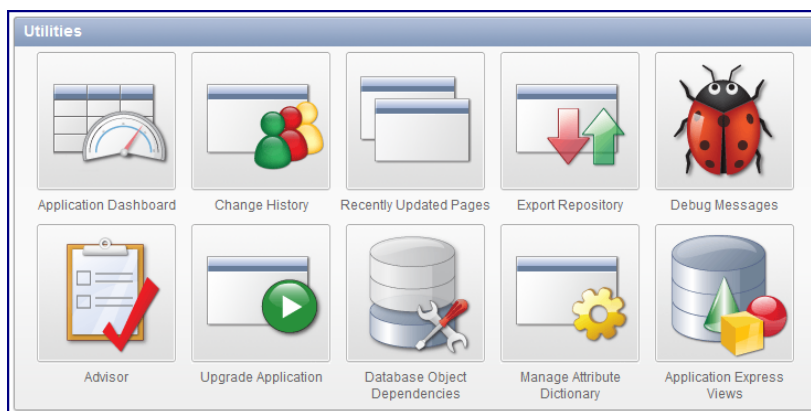 Utilities
Application Dashboard
Change History
Recently Updated Pages
Export Repository
Debug Messages
Advisor
Upgrade Application
Database Object
Dependencies
Manage Attribute
Dictionary
Application Express
Views